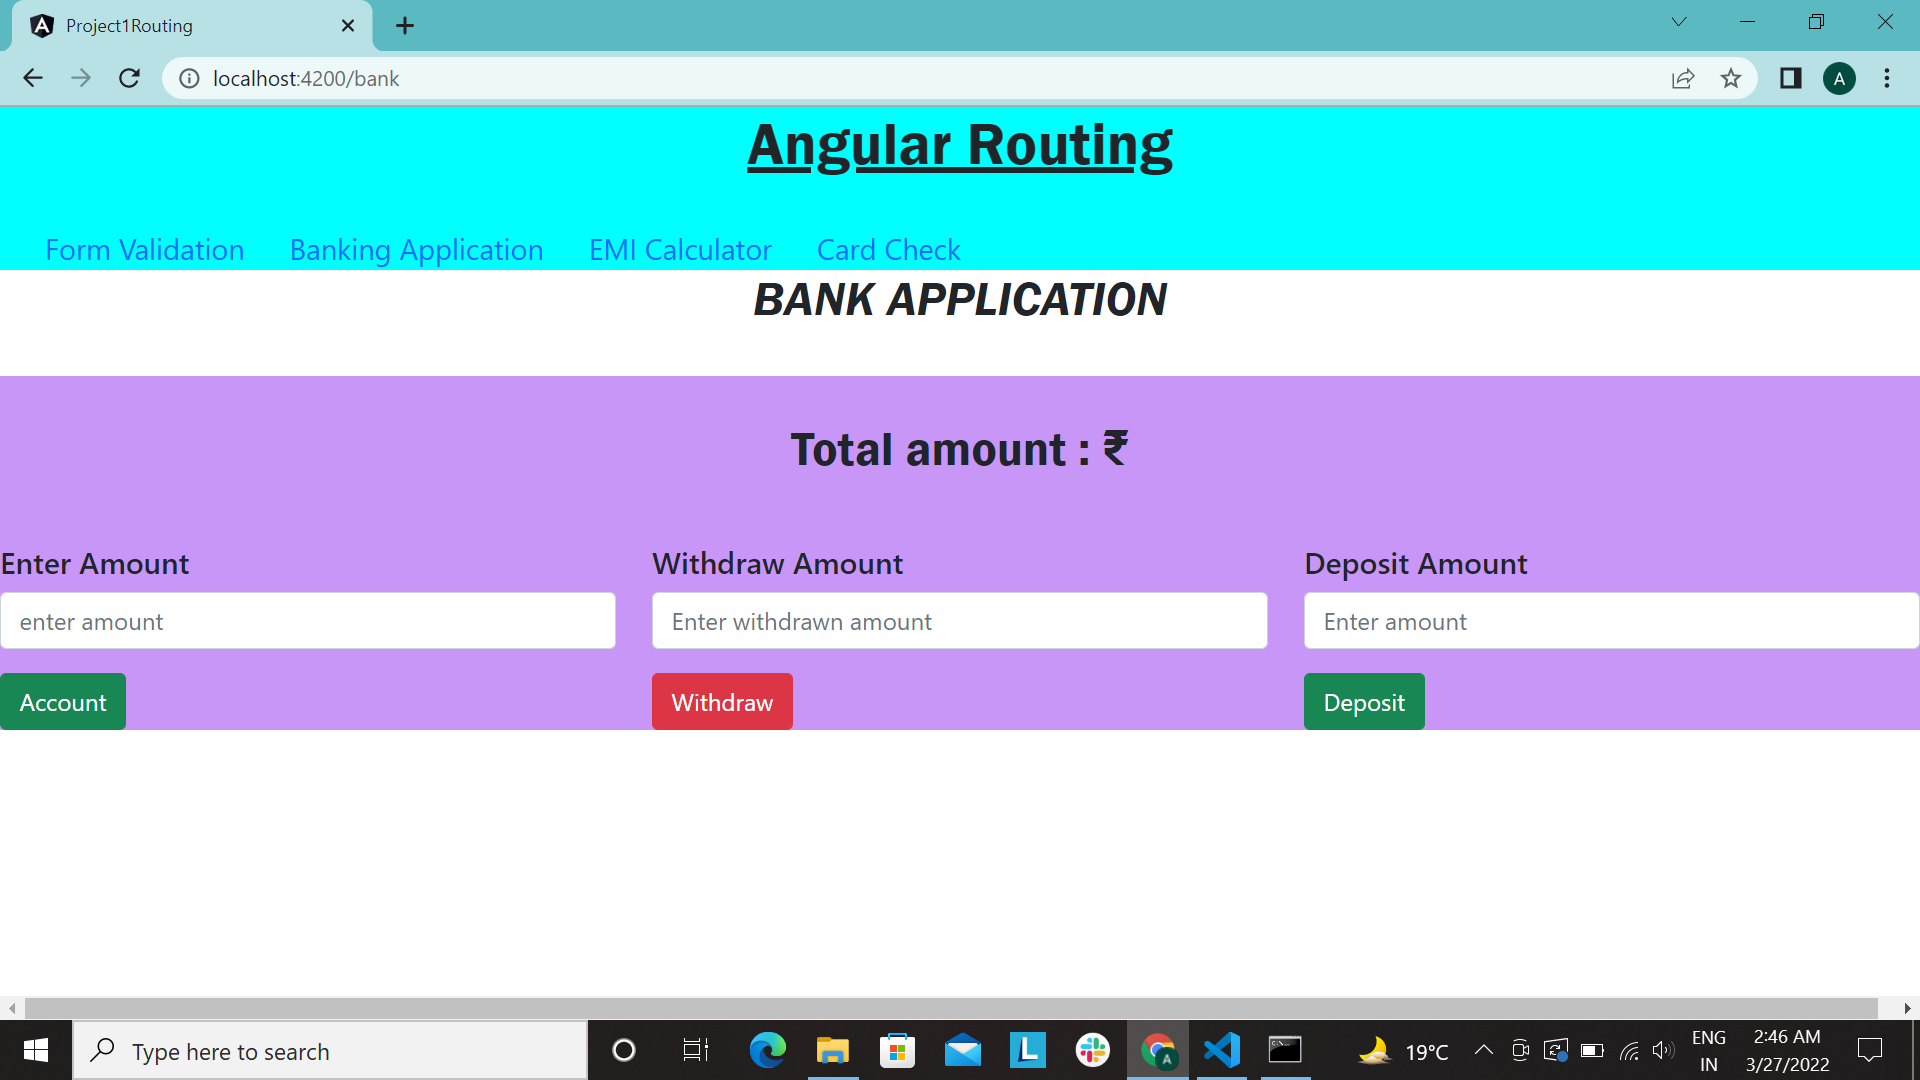 Project1Routing
localhost:4200/bank
A
Angular Routing
Form Validation Banking Application EMI Calculator Card Check
BANK APPLICATION
Total amount : ₹
Enter Amount Withdraw Amount Deposit Amount
enter amount Enter withdrawn amount Enter amount
Account Withdraw Deposit
Type here to search
L
A
19°C
ENG
IN
2:46 AM
3/27/2022